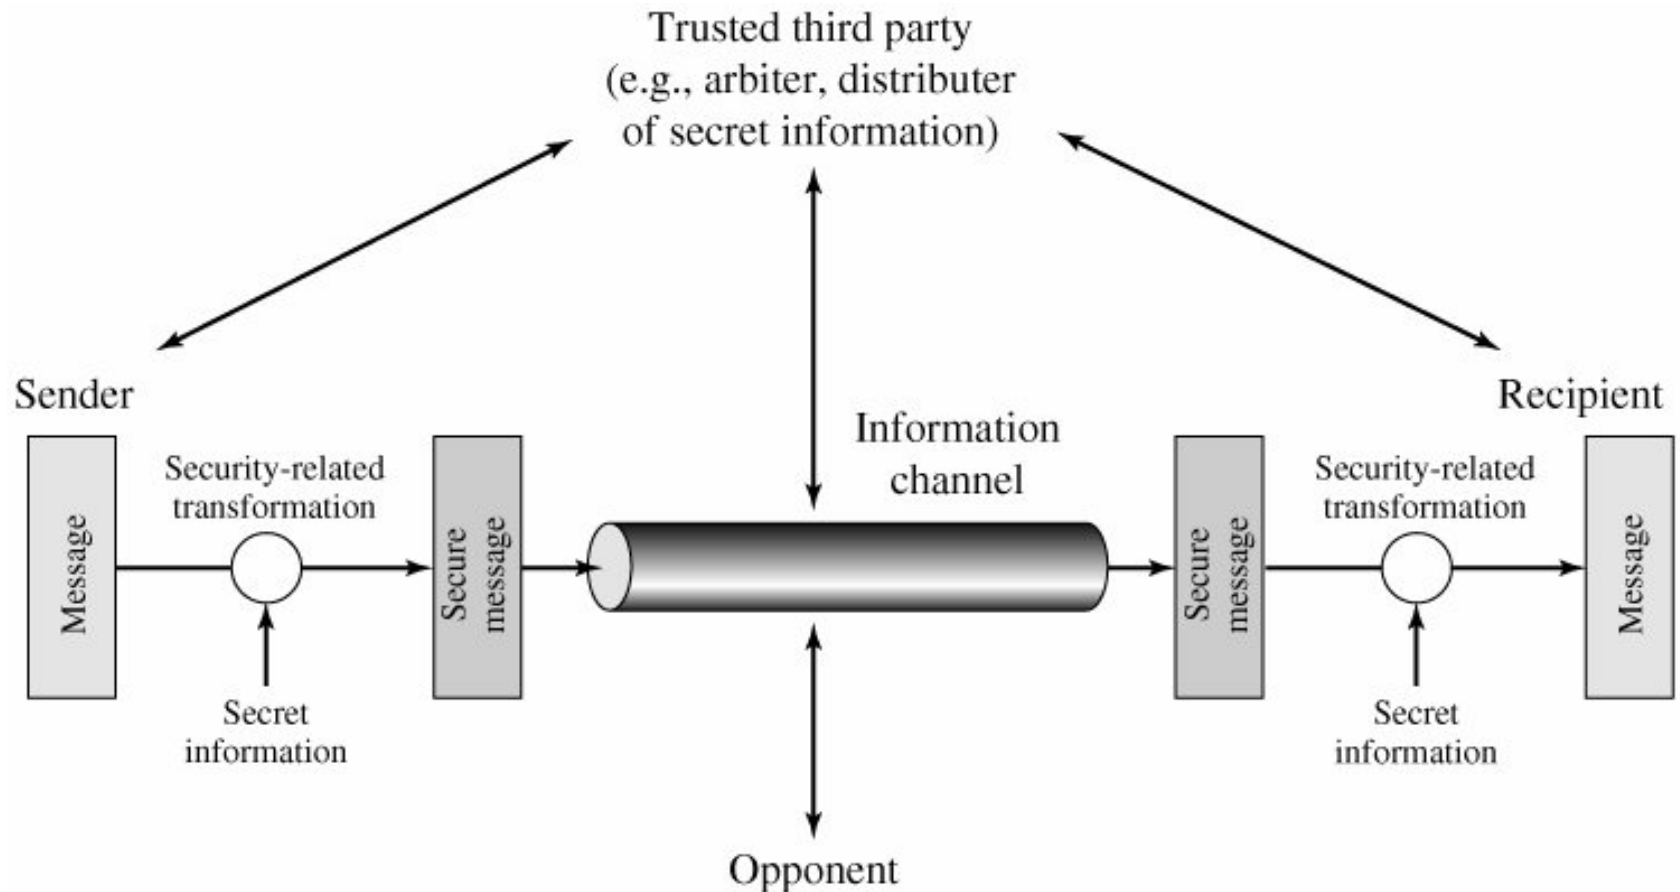 Trusted third party
(e.g., arbiter, distributer
of secret information)
Sender
Recipient
Information
channel
Security-related
transformation
Security-related
transformation
Message
Secure
message
Secure
message
Message
Secret
information
Secret
information
Opponent